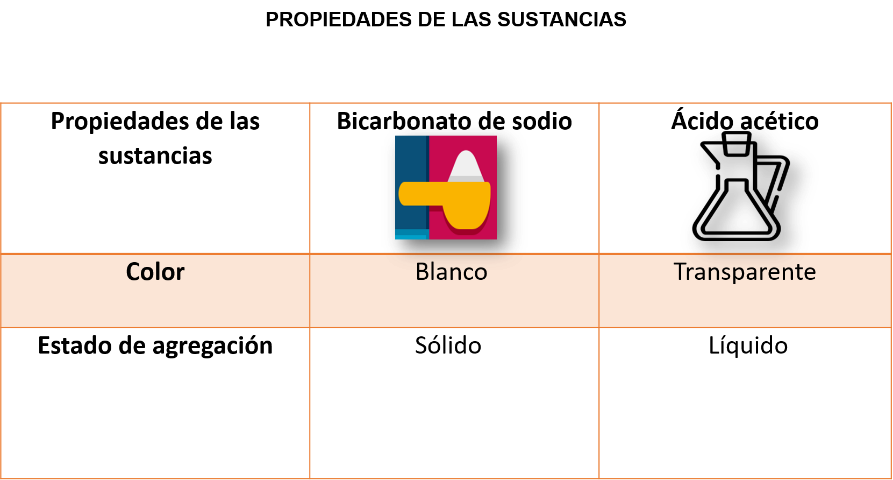 PROPIEDADES DE LAS SUSTANCIAS
Propiedades de las
sustancias
Bicarbonato de sodio
Ácido acético
Color
Blanco
Transparente
Estado de agregación
Sólido
Líquido